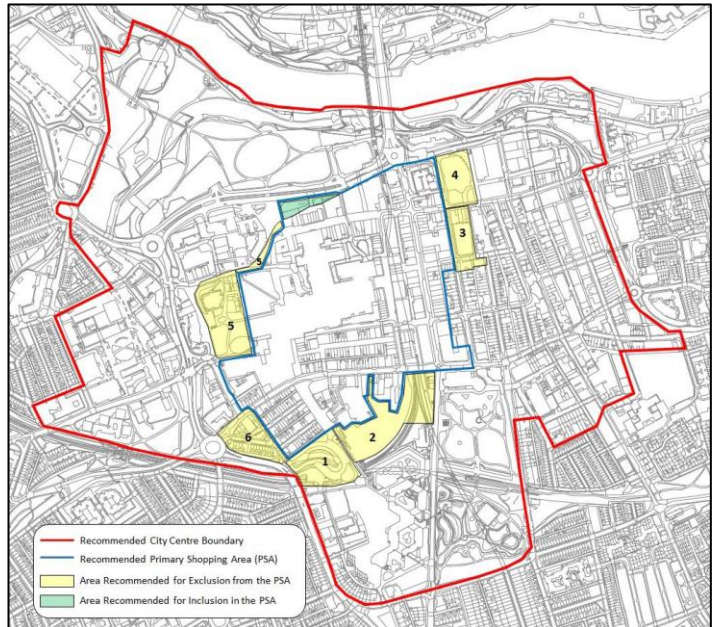 4
3
5
5
2
6
1
Recommended City Centre Boundary
Recommended Primary Shopping Area (PSA)
Area Recommended for Exclusion from the PSA
Area Recommended for Inclusion in the PSA